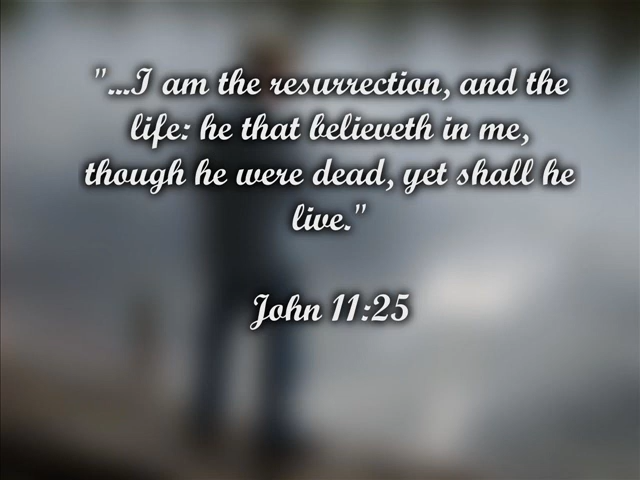 "...I am the resurrection, and the
life: he that believeth in me,
though he were dead, yet shall he
live."
John 11:25